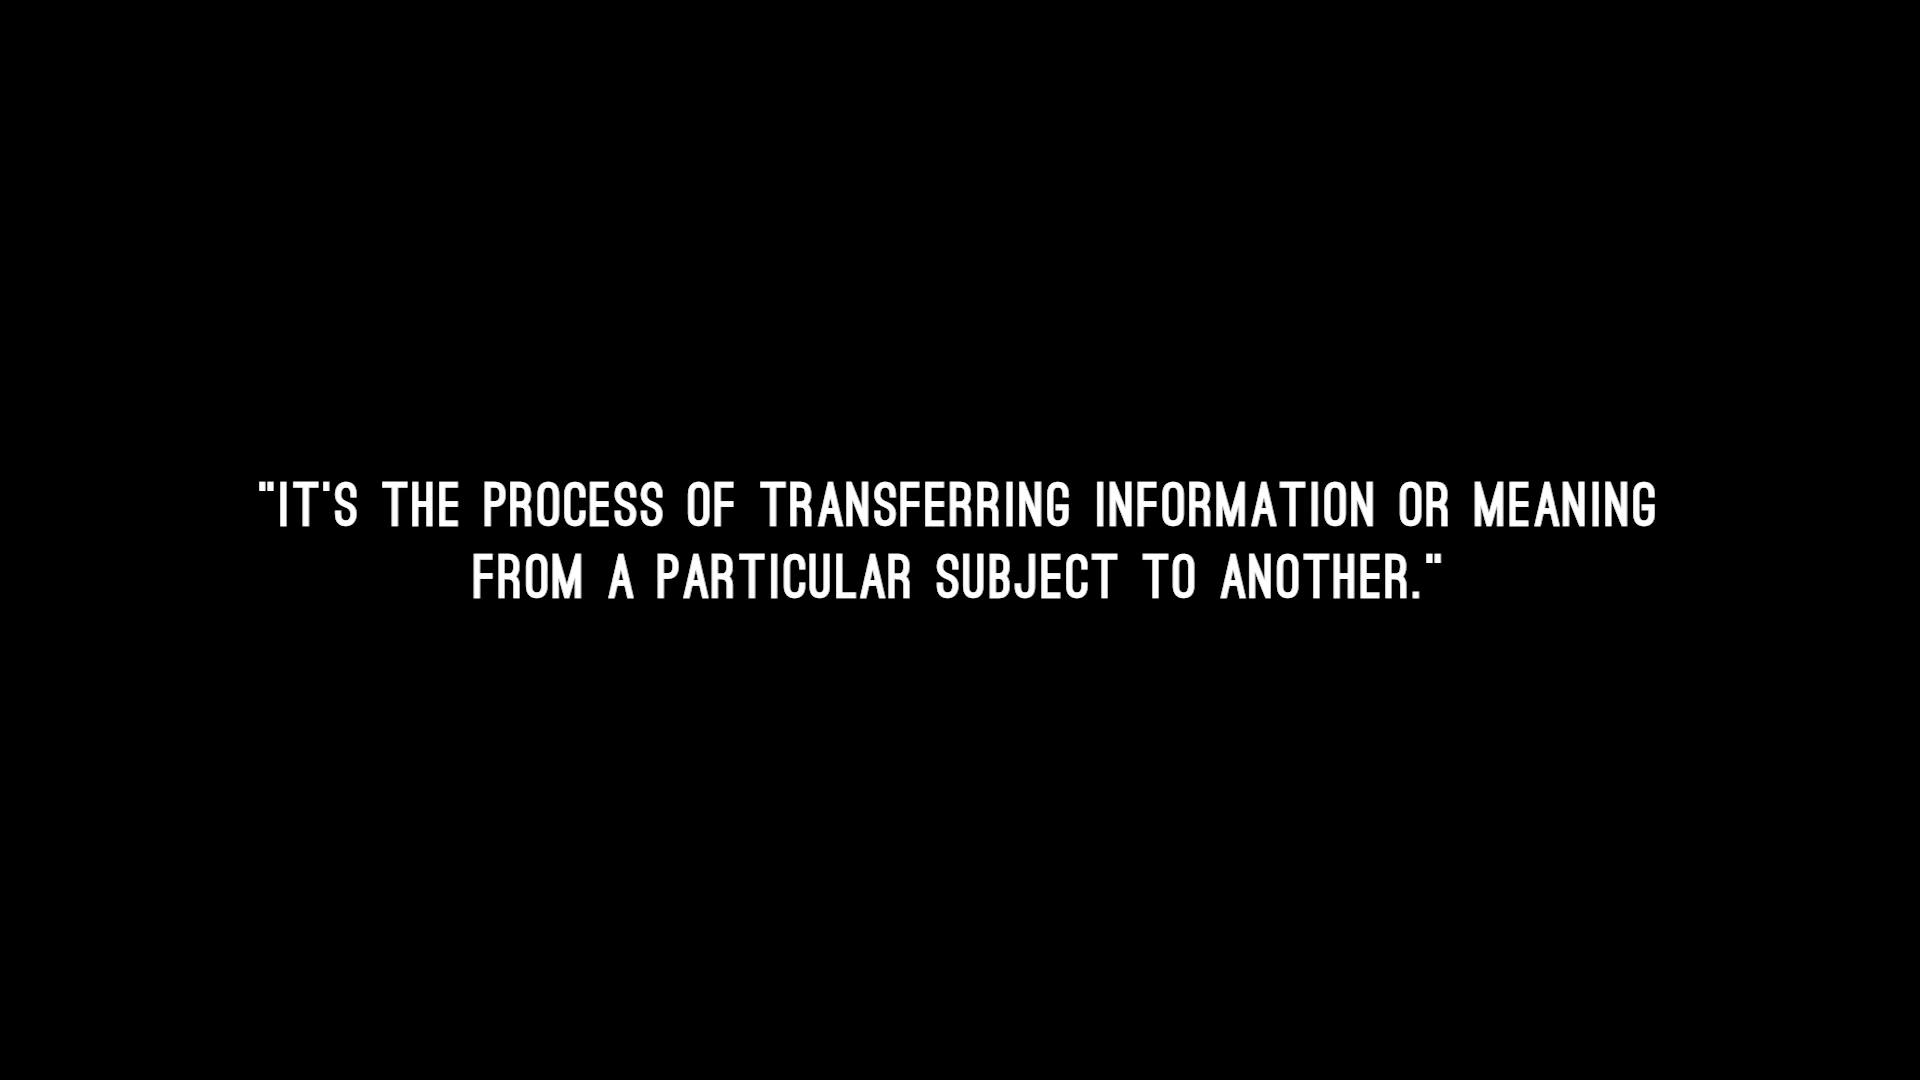 "IT'S THE PROCESS OF TRANSFERRING INFORMATION OR MEANING
FROM A PARTICULAR SUBJECT TO ANOTHER."